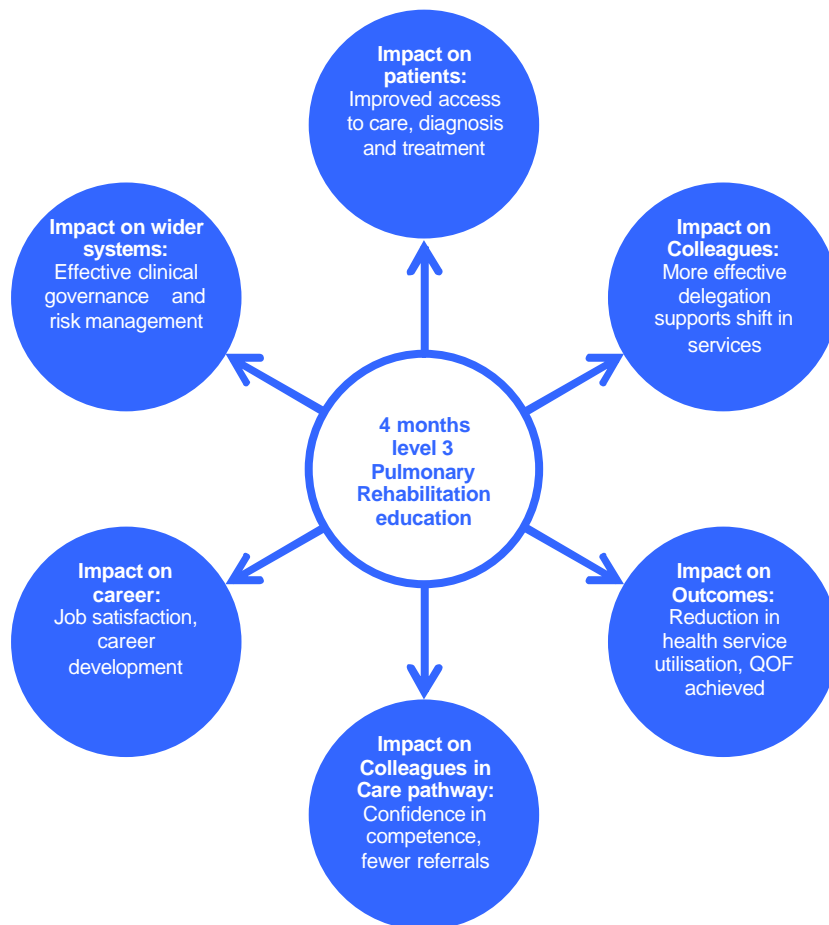 Impact on
patients:
Improved access
to care, diagnosis
and treatment
Impact on wider
systems:
Effective clinical
governance and
risk management
Impact on
Colleagues:
More effective
delegation
supports shift in
services
4 months
level 3
Pulmonary
Rehabilitation
education
Impact on
career:
Job satisfaction,
career
development
Impact on
Outcomes:
Reduction in
health service
utilisation, QOF
achieved
Impact on
Colleagues in
Care pathway:
Confidence in
competence,
fewer referrals